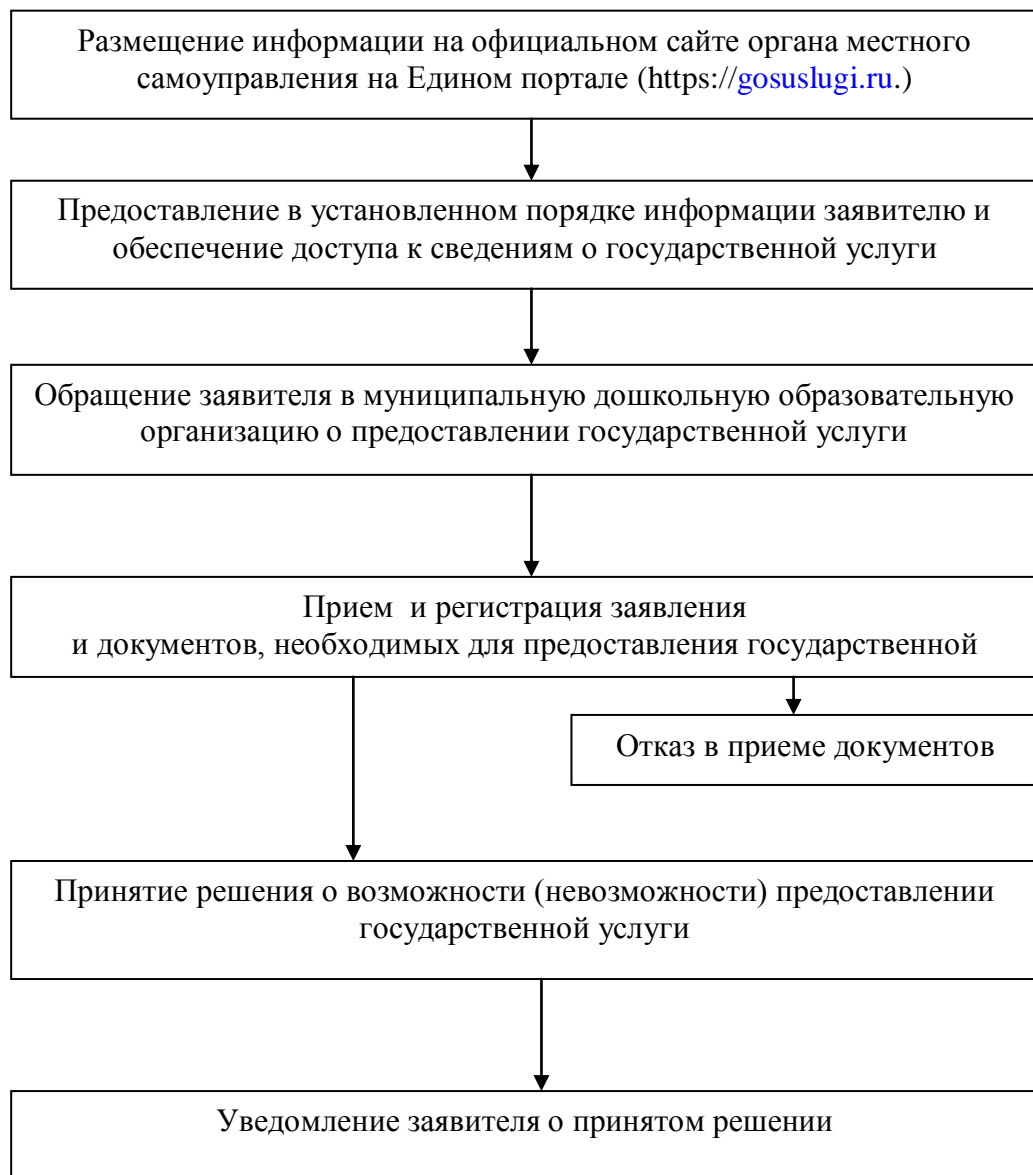 Размещение информации на официальном сайте органа местного
самоуправления на Едином портале (https://gosuslugi.ru.)
Предоставление в установленном порядке информации заявителю и
обеспечение доступа к сведениям о государственной услуги
Обращение заявителя в муниципальную дошкольную образовательную
организацию о предоставлении государственной услуги
Прием  и регистрация заявления
и документов, необходимых для предоставления государственной
Отказ в приеме документов
Принятие решения о возможности (невозможности) предоставлении
государственной услуги
Уведомление заявителя о принятом решении